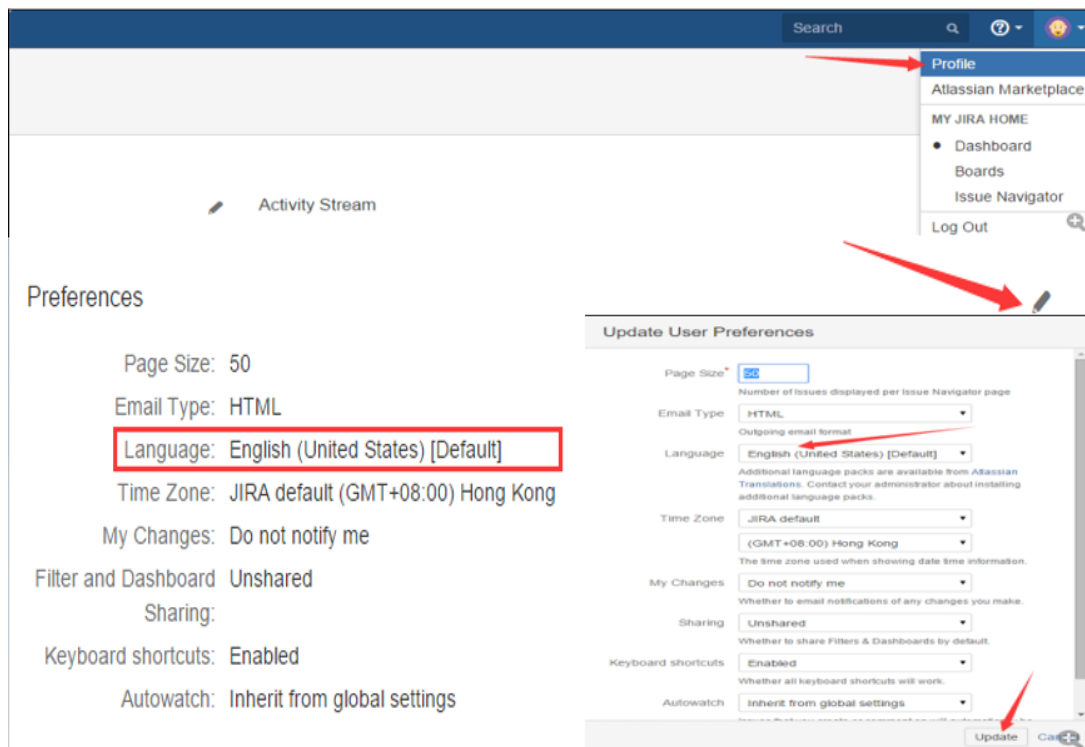 Search
Profile
Atlassian Marketplace
MY JIRA HOME
Dashboard
Boards
Issue Navigator
Log Out
Activity Stream
Preferences
Page Size: 50
Email Type: HTML
Language: English (United States) [Default]
Time Zone: JIRA default (GMT+08:00) Hong Kong
My Changes: Do not notify me
Filter and Dashboard Unshared
Sharing:
Keyboard shortcuts: Enabled
Autowatch: Inherit from global settings
Update User Preferences
Page Size* 50
Number of issues displayed per Issue Navigator page
Email Type HTML
Outgoing email format
Language English (United States) [Default]
Additional language packs are available from Atlassian
Translations. Contact your administrator about installing
additional language packs.
Time Zone JIRA default
(GMT+08:00) Hong Kong
The time zone used when showing date time information.
My Changes Do not notify me
Whether to email notifications of any changes you make.
Sharing Unshared
Whether to share Filters & Dashboards by default.
Keyboard shortcuts Enabled
Whether all keyboard shortcuts will work.
Autowatch Inherit from global settings
Update